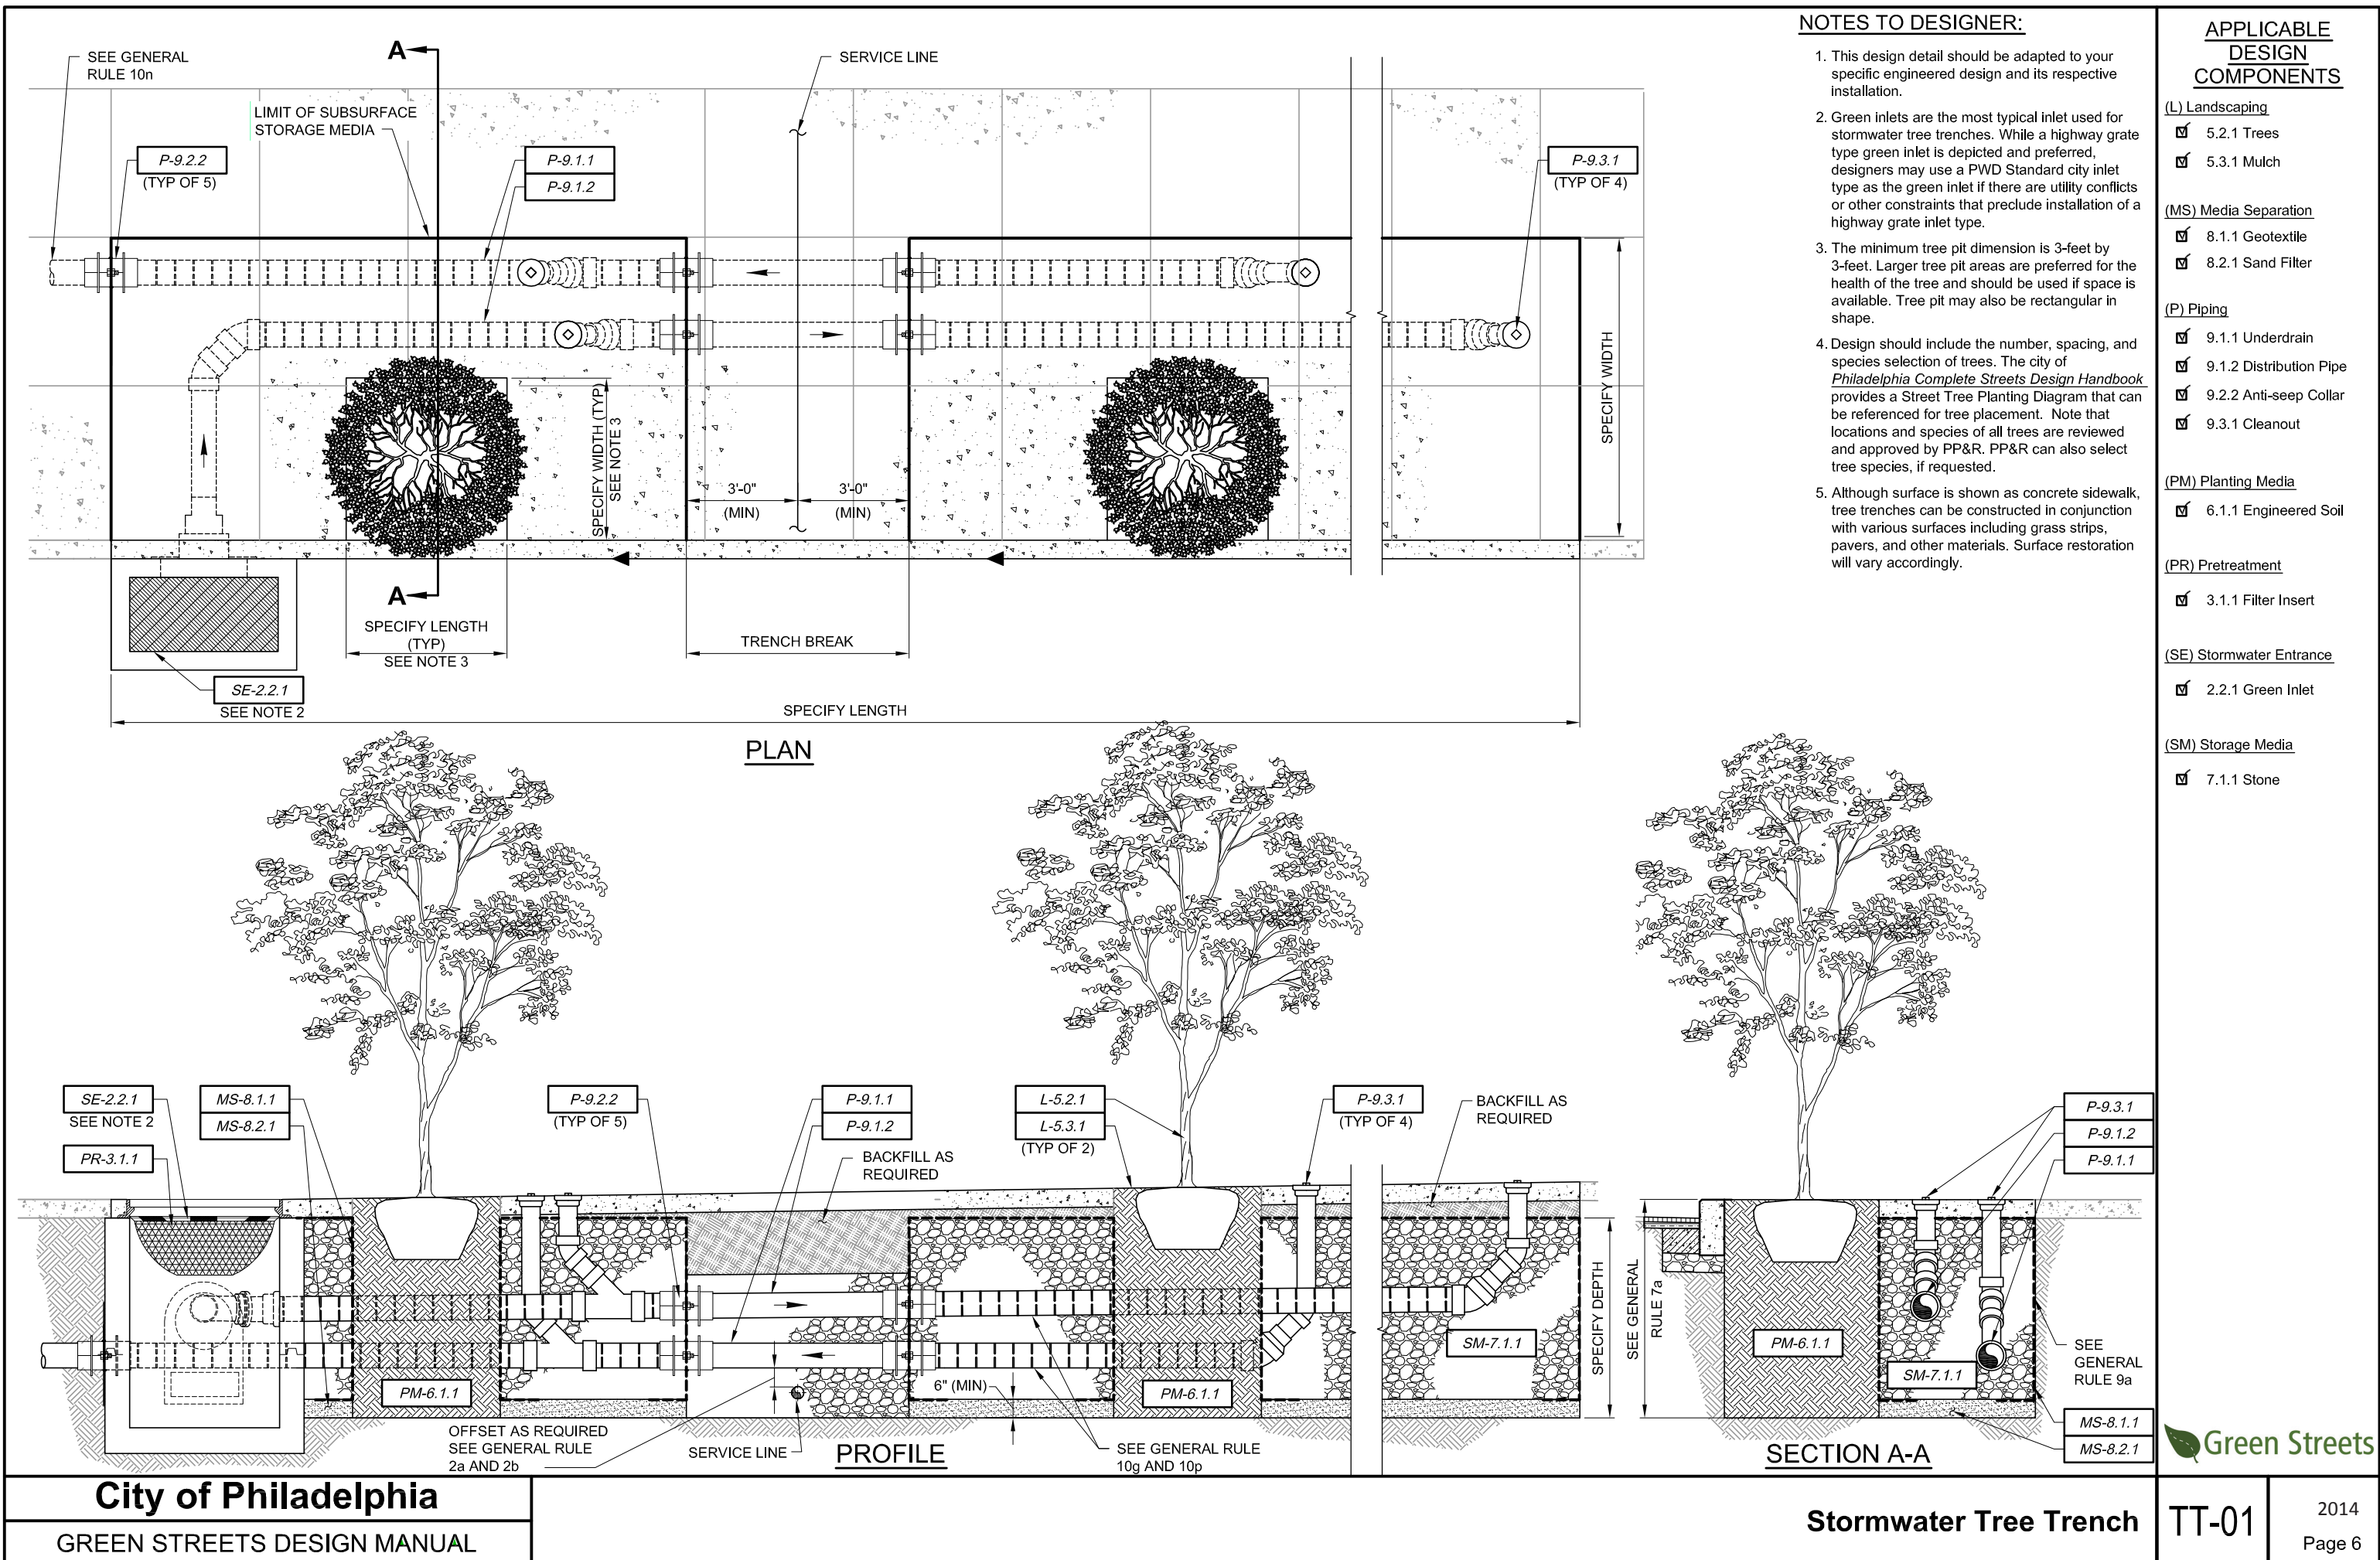 SEE GENERAL
RULE 10n
A
SERVICE LINE
LIMIT OF SUBSURFACE
STORAGE MEDIA
P-9.2.2
(TYP OF 5)
P-9.1.1
P-9.1.2
P-9.3.1
(TYP OF 4)
SPECIFY WIDTH (TYP)
SEE NOTE 3
SPECIFY WIDTH
3'-0"
(MIN)
3'-0"
(MIN)
A
SPECIFY LENGTH
(TYP)
SEE NOTE 3
TRENCH BREAK
SE-2.2.1
SEE NOTE 2
SPECIFY LENGTH
PLAN
SE-2.2.1
SEE NOTE 2
PR-3.1.1
MS-8.1.1
MS-8.2.1
P-9.2.2
(TYP OF 5)
P-9.1.1
P-9.1.2
BACKFILL AS
REQUIRED
L-5.2.1
L-5.3.1
(TYP OF 2)
P-9.3.1
(TYP OF 4)
BACKFILL AS
REQUIRED
PM-6.1.1
6" (MIN)
PM-6.1.1
SM-7.1.1
SPECIFY DEPTH
OFFSET AS REQUIRED
SEE GENERAL RULE
2a AND 2b
SERVICE LINE
SEE GENERAL RULE
10g AND 10p
PROFILE
SEE GENERAL
RULE 7a
P-9.3.1
P-9.1.2
P-9.1.1
PM-6.1.1
SM-7.1.1
SEE
GENERAL
RULE 9a
MS-8.1.1
MS-8.2.1
SECTION A-A
NOTES TO DESIGNER:
1. This design detail should be adapted to your
specific engineered design and its respective
installation.
2. Green inlets are the most typical inlet used for
stormwater tree trenches. While a highway grate
type green inlet is depicted and preferred,
designers may use a PWD Standard city inlet
type as the green inlet if there are utility conflicts
or other constraints that preclude installation of a
highway grate inlet type.
3. The minimum tree pit dimension is 3-feet by
3-feet. Larger tree pit areas are preferred for the
health of the tree and should be used if space is
available. Tree pit may also be rectangular in
shape.
4. Design should include the number, spacing, and
species selection of trees. The city of
Philadelphia Complete Streets Design Handbook
provides a Street Tree Planting Diagram that can
be referenced for tree placement. Note that
locations and species of all trees are reviewed
and approved by PP&R. PP&R can also select
tree species, if requested.
5. Although surface is shown as concrete sidewalk,
tree trenches can be constructed in conjunction
with various surfaces including grass strips,
pavers, and other materials. Surface restoration
will vary accordingly.
APPLICABLE
DESIGN
COMPONENTS
(L) Landscaping
5.2.1 Trees
5.3.1 Mulch
(MS) Media Separation
8.1.1 Geotextile
8.2.1 Sand Filter
(P) Piping
9.1.1 Underdrain
9.1.2 Distribution Pipe
9.2.2 Anti-seep Collar
9.3.1 Cleanout
(PM) Planting Media
6.1.1 Engineered Soil
(PR) Pretreatment
3.1.1 Filter Insert
(SE) Stormwater Entrance
2.2.1 Green Inlet
(SM) Storage Media
7.1.1 Stone
Green Streets
City of Philadelphia
GREEN STREETS DESIGN MANUAL
Stormwater Tree Trench
TT-01
2014
Page 6